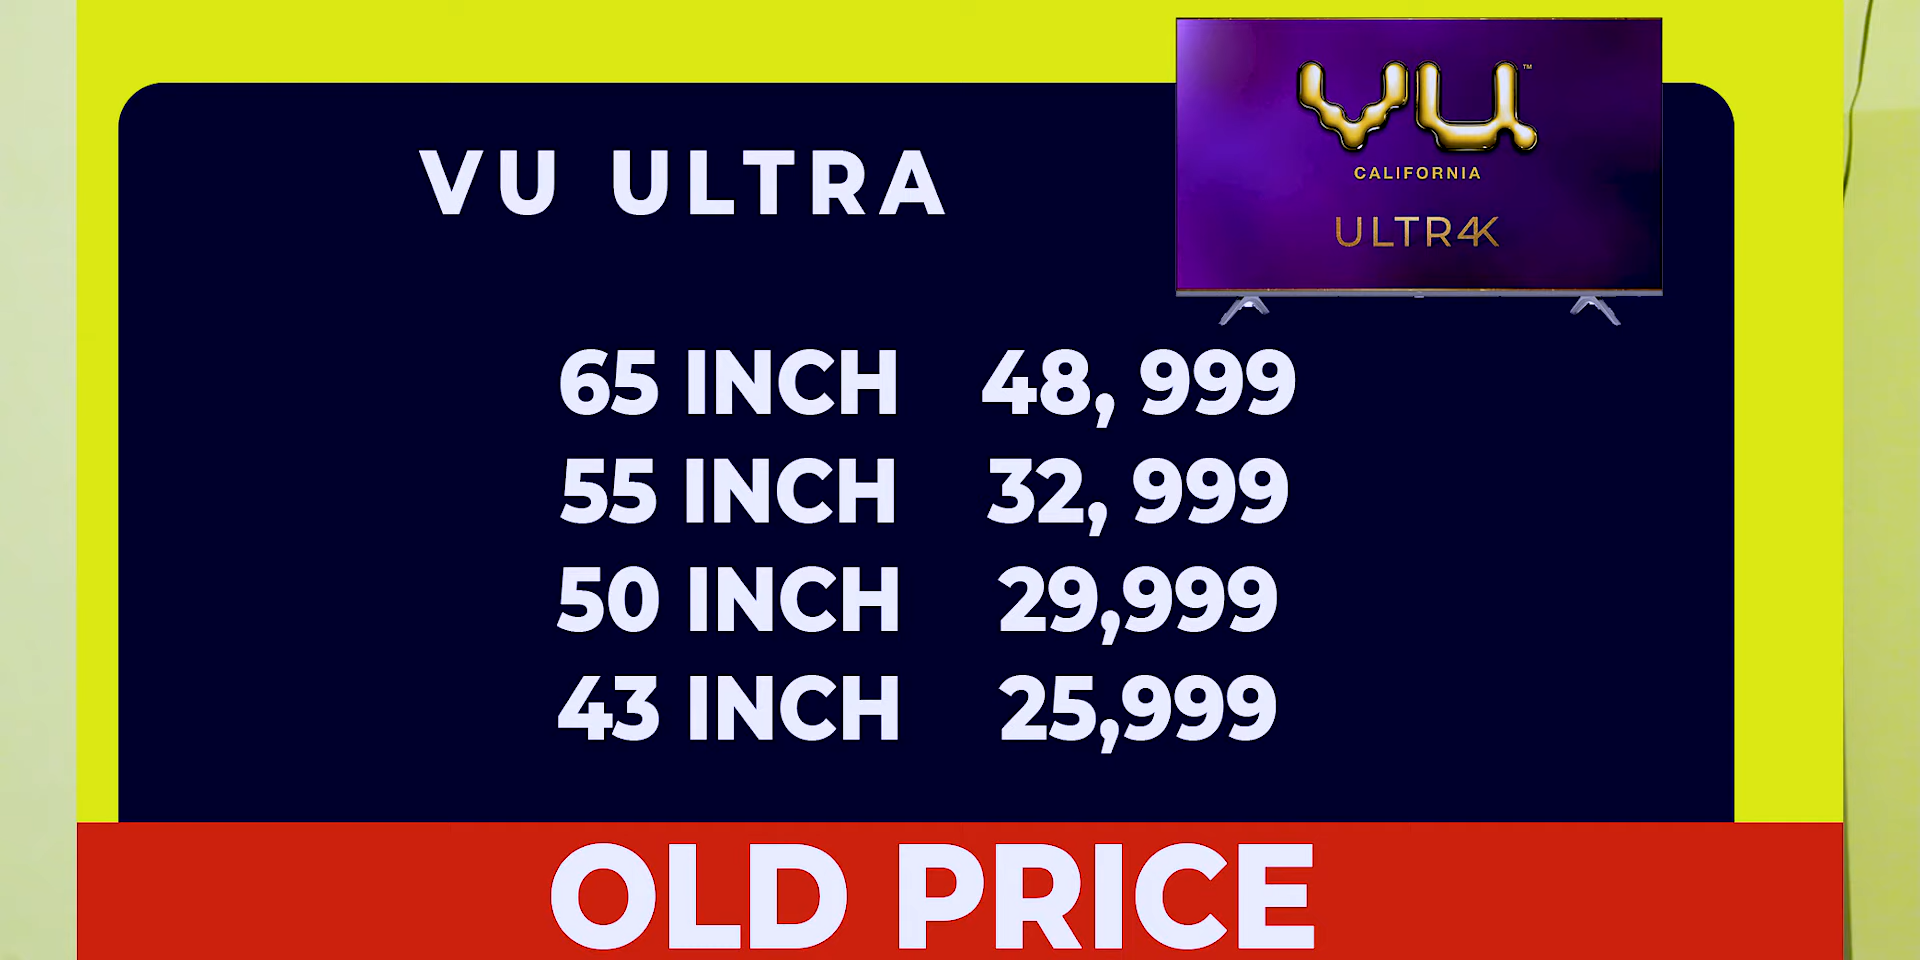 VU ULTRA
vu™
CALIFORNIA
ULTR4K
65 INCH 48, 999
55 INCH 32, 999
50 INCH 29,999
43 INCH 25,999
OLD PRICE